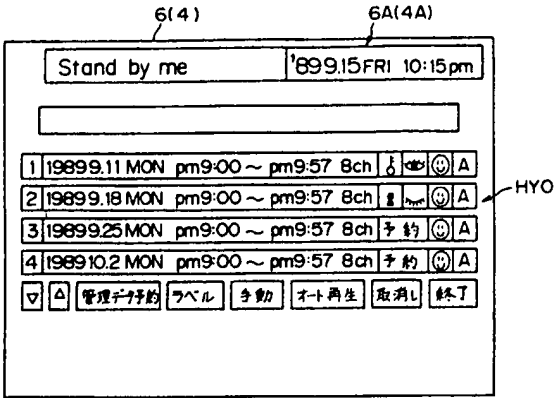 6(4) 6A(4A)
Stand by me '89 9.15 FRI 10:15 pm
1 1989 9.11 MON pm9:00 ~ pm9:57 8ch A
2 1989 9.18 MON pm9:00 ~ pm9:57 8ch A
HYO
3 1989 9.25 MON pm9:00 ~ pm9:57 8ch 予約 A
4 1989 10.2 MON pm9:00 ~ pm9:57 8ch 予約 A
▽ △ 管理データ予約 ラベル 手動 オート再生 取消し 終了